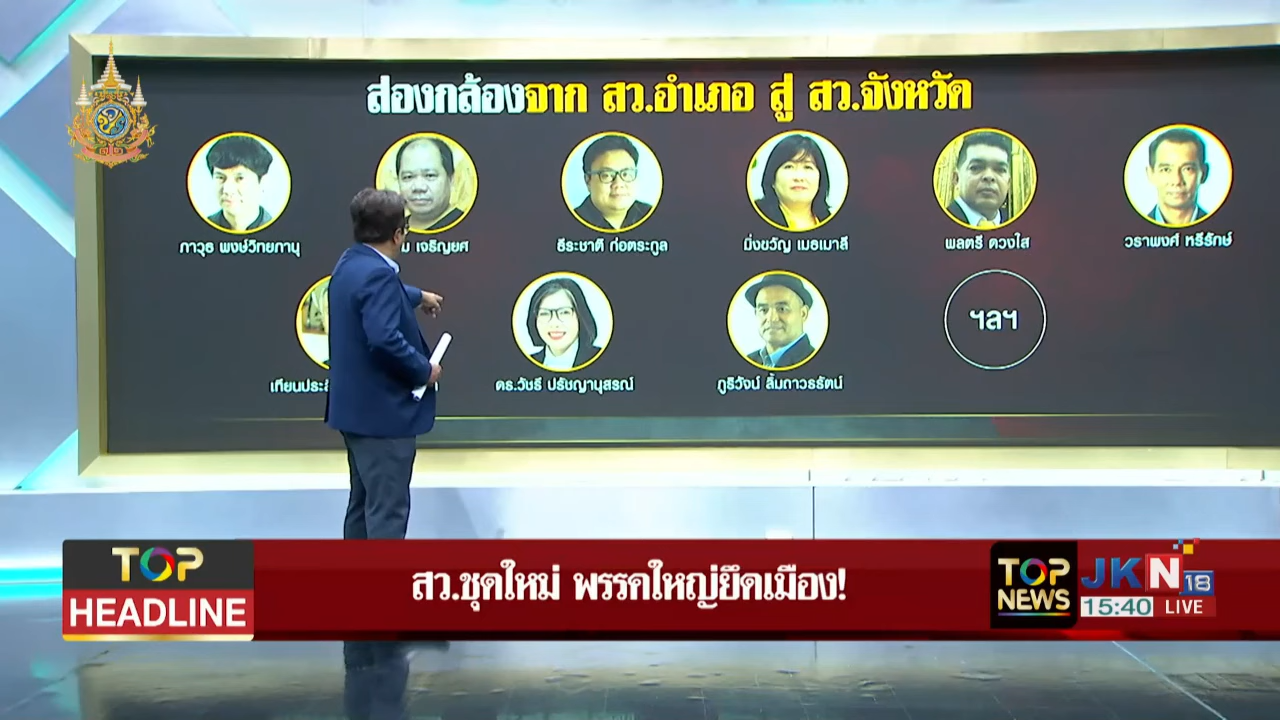 ส่องกล้องจาก สว.อำเภอ สู่ สว.จังหวัด
ภาวุธ พงษ์วิทยภานุ
เจริญยศ
ธีระชาติ ก่อตระกูล
มิ่งขวัญ เมธเมาลี
พลตรี ดวงใส
วราพงศ์ หรีรักษ์
ดร.วัชรี ปรัชญานุสรณ์
ภูริวังน์ ลิ้มถาวรรัตน์
ฯลฯ
TOP
HEADLINE
สว.ชุดใหม่ พรรคใหญ่ยึดเมือง!
TOP
NEWS
JKN
18
15:40 LIVE